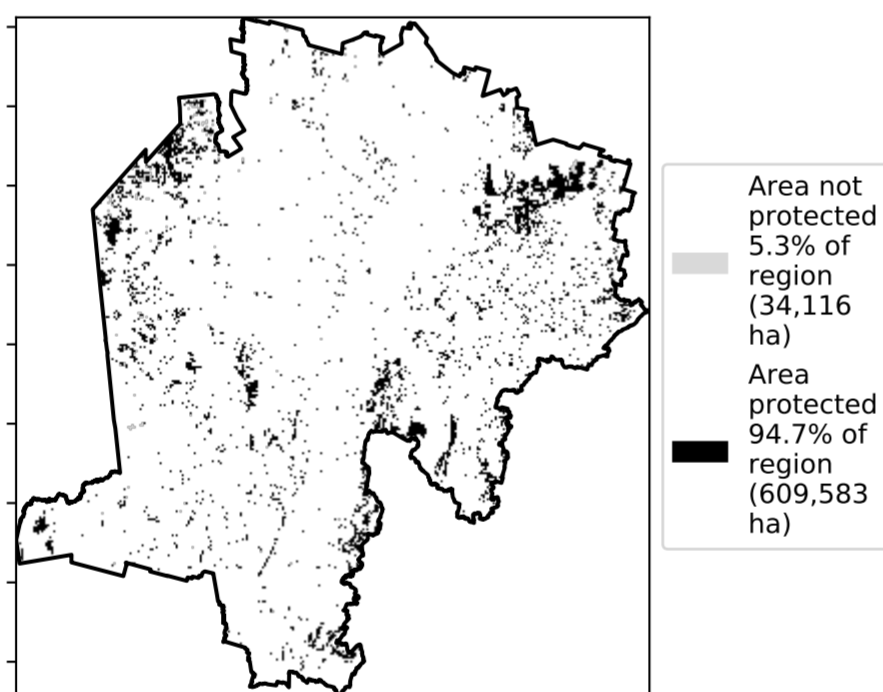 Area not
protected
5.3% of
region
(34,116
ha)
Area
protected
94.7% of
region
(609,583
ha)